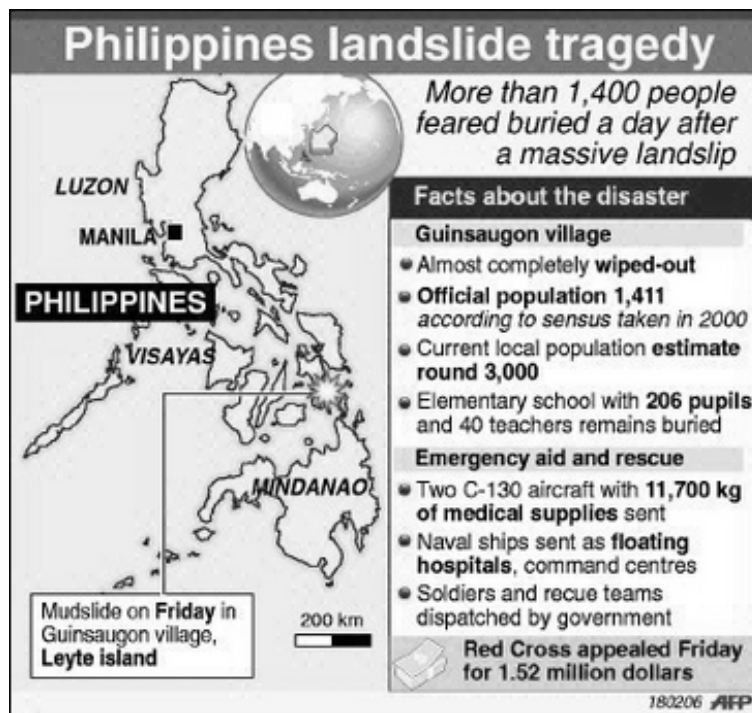 Philippines landslide tragedy
More than 1,400 people
feared buried a day after
a massive landslip
LUZON
MANILA
PHILIPPINES
VISAYAS
MINDANAO
Mudslide on Friday in
Guinsaugon village,
Leyte island
200 km
Facts about the disaster
Guinsaugon village
Almost completely wiped-out
Official population 1,411
according to sensus taken in 2000
Current local population estimate
round 3,000
Elementary school with 206 pupils
and 40 teachers remains buried
Emergency aid and rescue
Two C-130 aircraft with 11,700 kg
of medical supplies sent
Naval ships sent as floating
hospitals, command centres
Soldiers and recue teams
dispatched by government
Red Cross appealed Friday
for 1.52 million dollars
180206 AFP